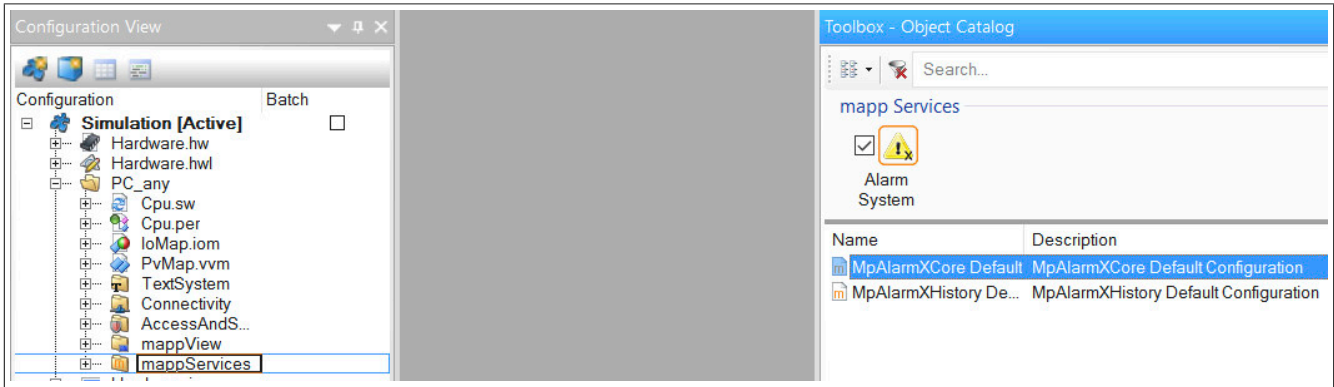 Configuration View
Configuration Batch
Simulation [Active]
Hardware.hw
Hardware.hwl
PC_any
Cpu.sw
Cpu.per
IoMap.iom
PvMap.vvm
TextSystem
Connectivity
AccessAndS...
mappView
mappServices
Toolbox - Object Catalog
Search...
mapp Services
Alarm
System
Name Description
MpAlarmXCore Default MpAlarmXCore Default Configuration
MpAlarmXHistory De... MpAlarmXHistory Default Configuration